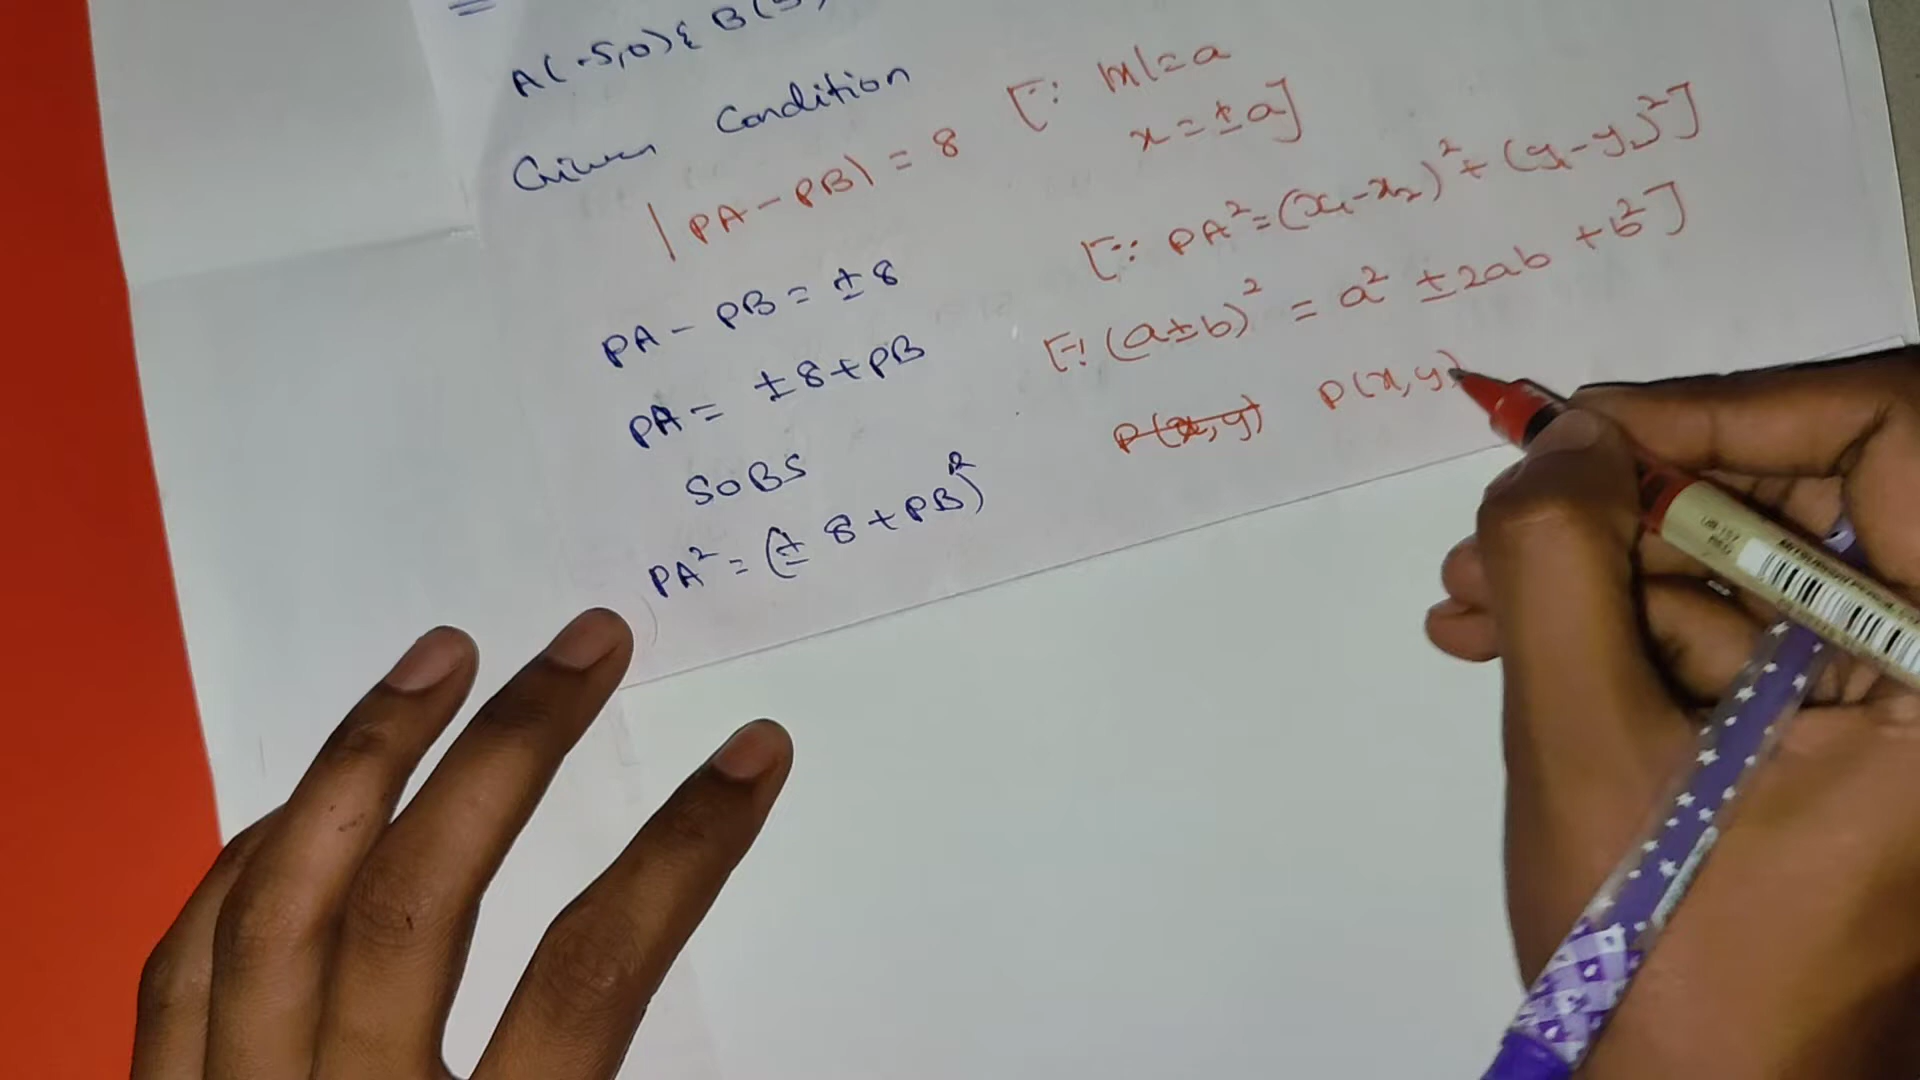 A(-5,0) & B(5,
Given Condition
|PA - PB| = 8 [∵ |x| = a
x = ±a]
PA - PB = ±8 [∵ PA² = (x₁-x₂)² + (y₁-y₂)²]
PA = ±8 + PB [∵ (a±b)² = a² ±2ab + b²]
SOBS P(x, y) P(x, y)
PA² = (± 8 + PB)²